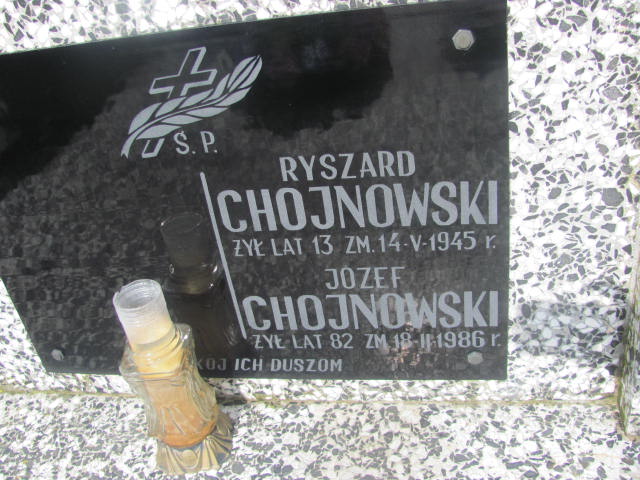 Ś. P.
RYSZARD
CHOJNOWSKI
ŻYŁ LAT 13 ZM. 14-V-1945 r.
JÓZEF
CHOJNOWSKI
ŻYŁ LAT 82 ZM 18-II-1986 r.
ICH DUSZOM